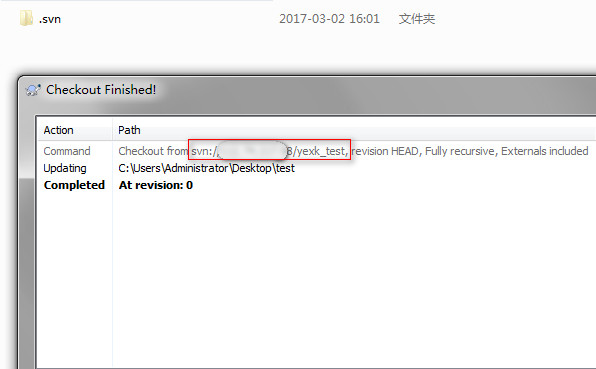 .svn 2017-03-02 16:01 文件夹
Checkout Finished!
Action Path
Command Checkout from svn:/ 8/yexk_test, revision HEAD, Fully recursive, Externals included
Updating C:\Users\Administrator\Desktop\test
Completed At revision: 0